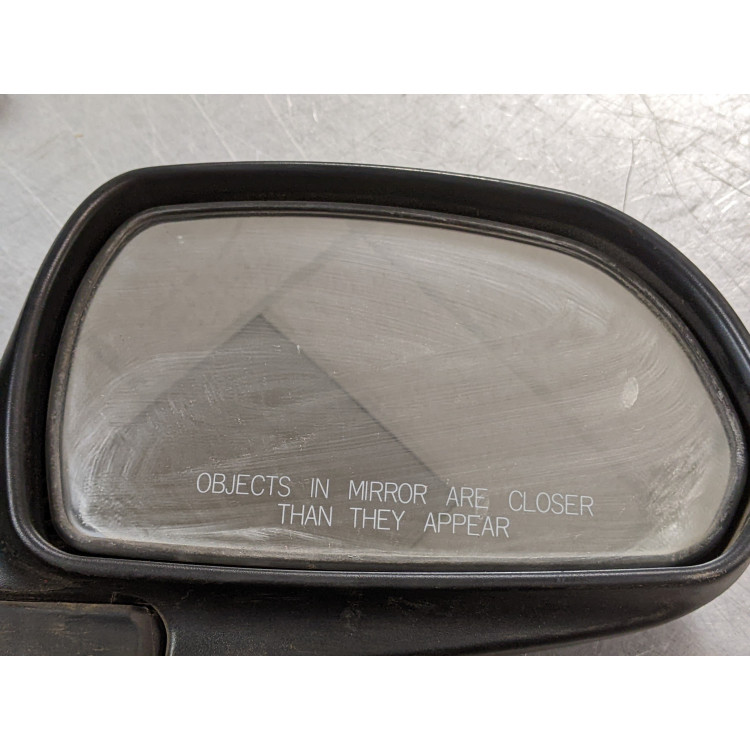 OBJECTS IN MIRROR ARE CLOSER
THAN THEY APPEAR